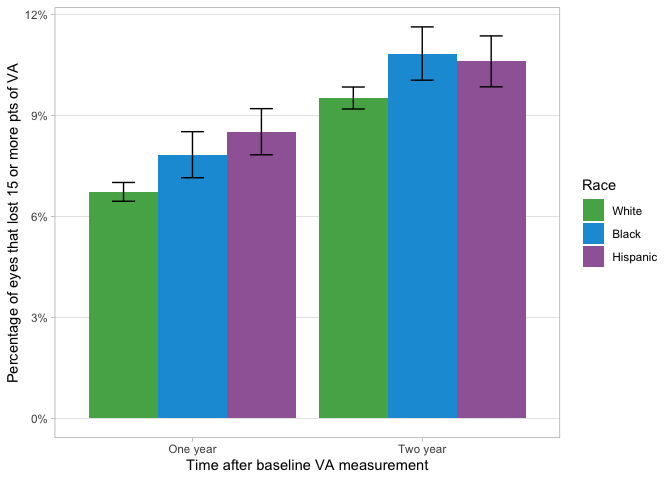 12%
9%
6%
3%
0%
Percentage of eyes that lost 15 or more pts of VA
One year
Two year
Time after baseline VA measurement
Race
White
Black
Hispanic